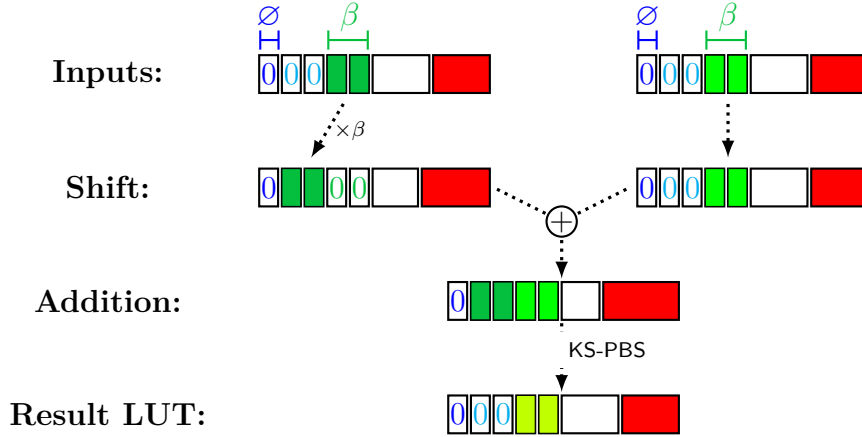 ∅ β ∅ β
Inputs: 0 0 0 0 0 0
×β
Shift: 0 0 0 0 0 0
+
Addition: 0
KS-PBS
Result LUT: 0 0 0